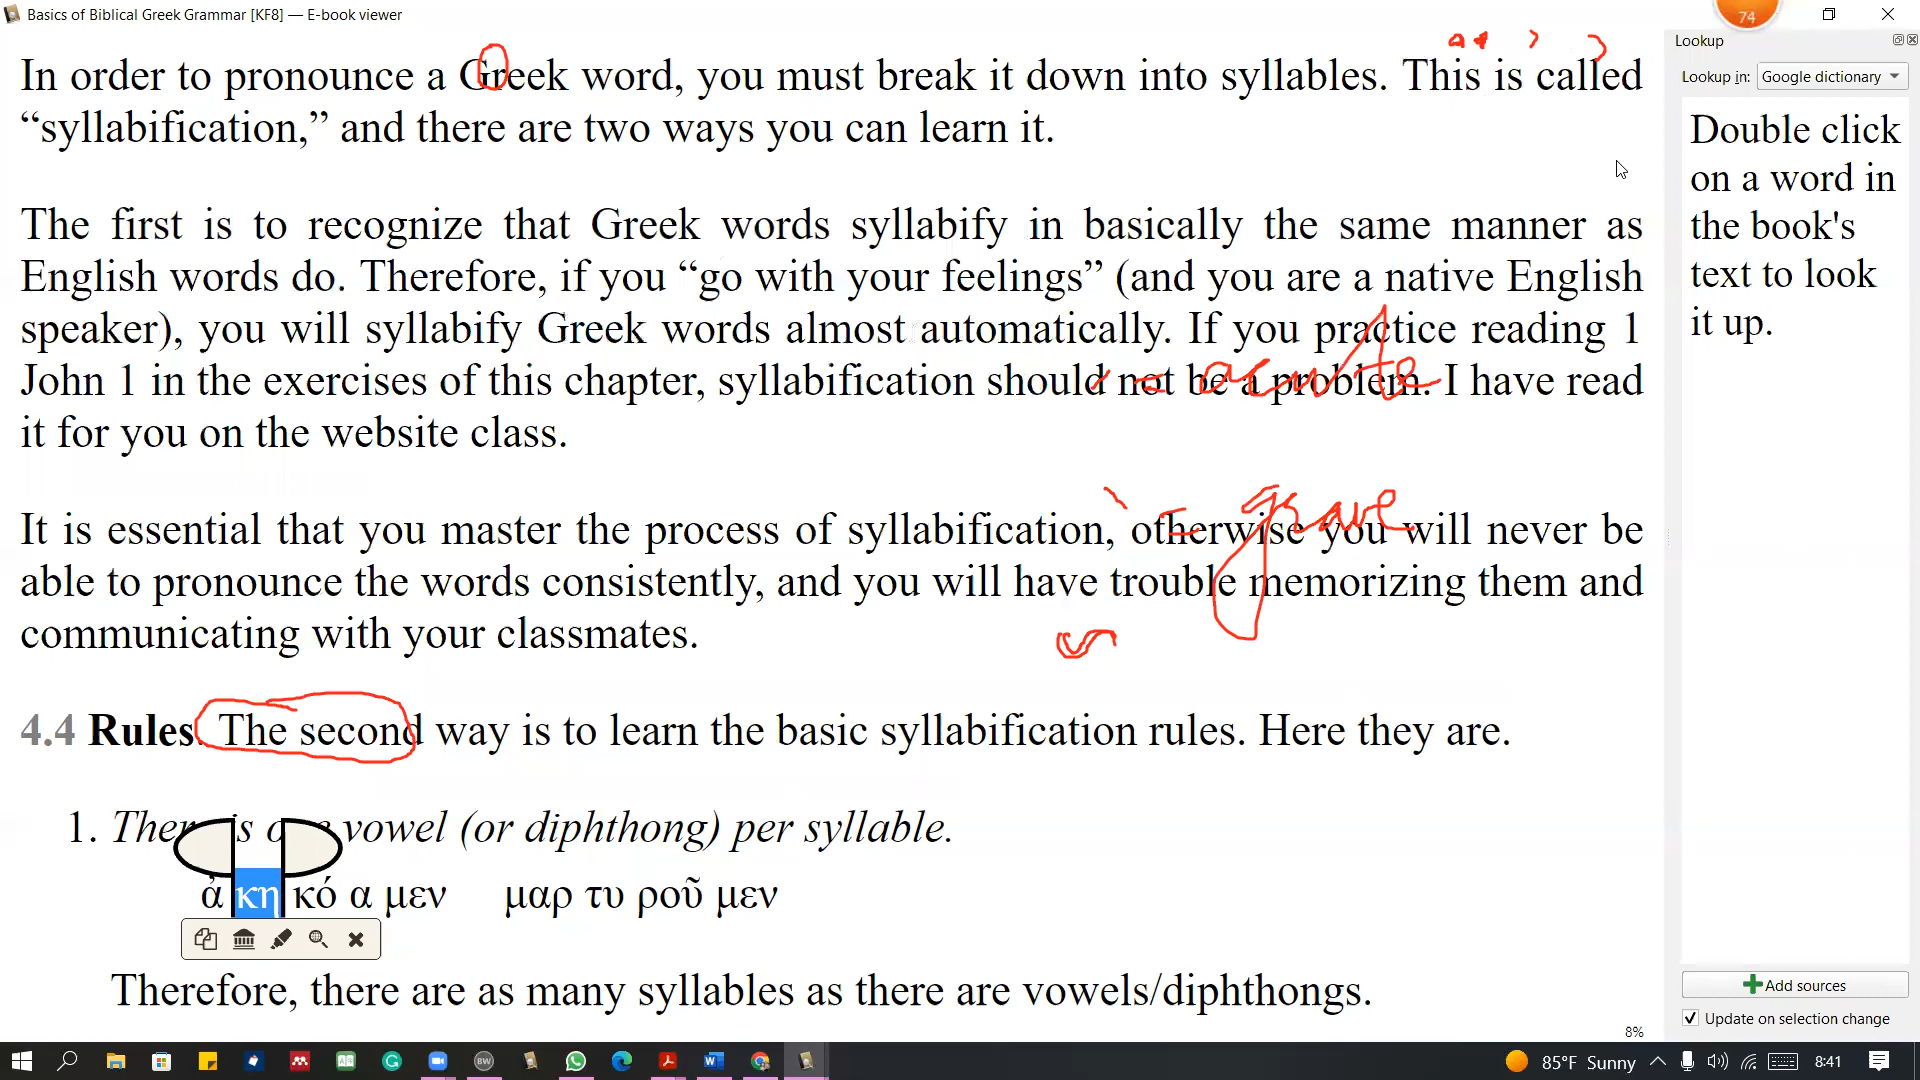 Basics of Biblical Greek Grammar [KF8] — E-book viewer
74
In order to pronounce a Greek word, you must break it down into syllables. This is called
“syllabification,” and there are two ways you can learn it.
The first is to recognize that Greek words syllabify in basically the same manner as
English words do. Therefore, if you “go with your feelings” (and you are a native English
speaker), you will syllabify Greek words almost automatically. If you practice reading 1
John 1 in the exercises of this chapter, syllabification should not be a problem. I have read
it for you on the website class.
´ = acute
It is essential that you master the process of syllabification, otherwise you will never be
able to pronounce the words consistently, and you will have trouble memorizing them and
communicating with your classmates.
` = grave
4.4 Rules. The second way is to learn the basic syllabification rules. Here they are.
1. There is one vowel (or diphthong) per syllable.
ἀ κη κό α μεν μαρ τυ ροῦ μεν
Therefore, there are as many syllables as there are vowels/diphthongs.
8%
Lookup
Lookup in: Google dictionary
Double click
on a word in
the book's
text to look
it up.
Add sources
Update on selection change
BW
W
85°F Sunny
8:41